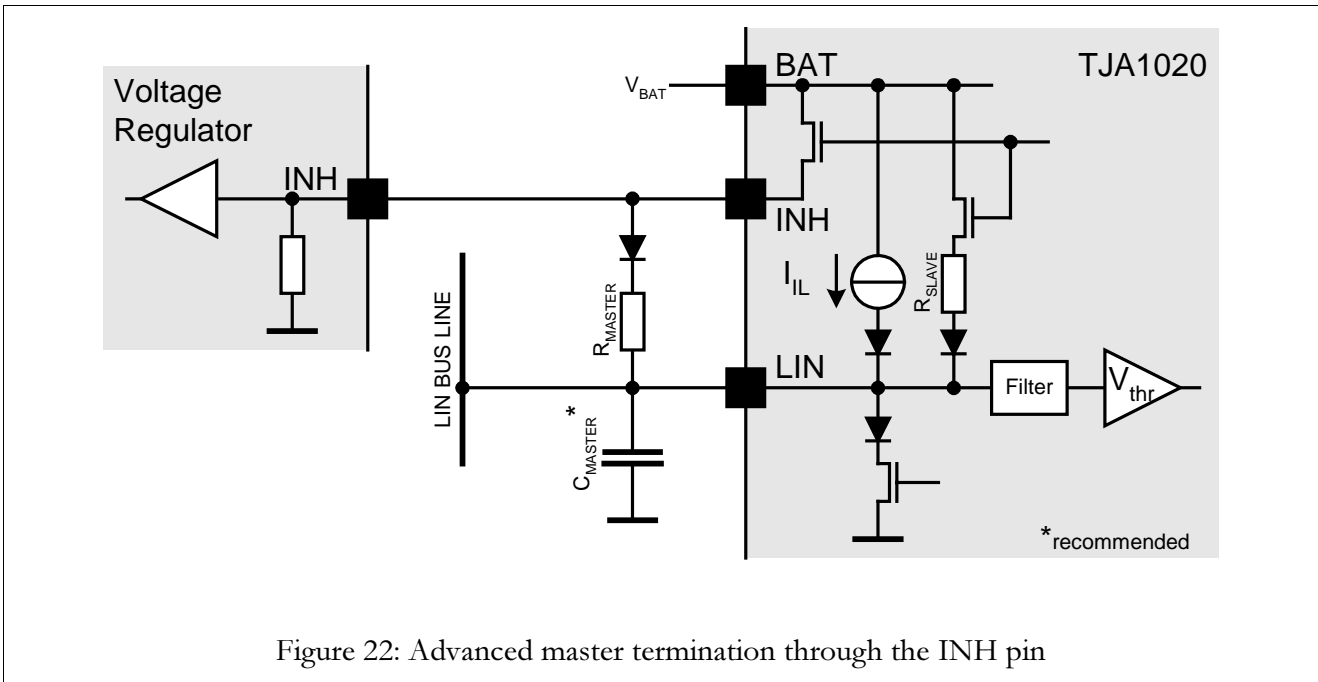 Voltage
Regulator
INH
V_BAT
BAT
TJA1020
INH
I_IL
R_SLAVE
R_MASTER
LIN BUS LINE
LIN
Filter
V_thr
C_MASTER*
*recommended
Figure 22: Advanced master termination through the INH pin